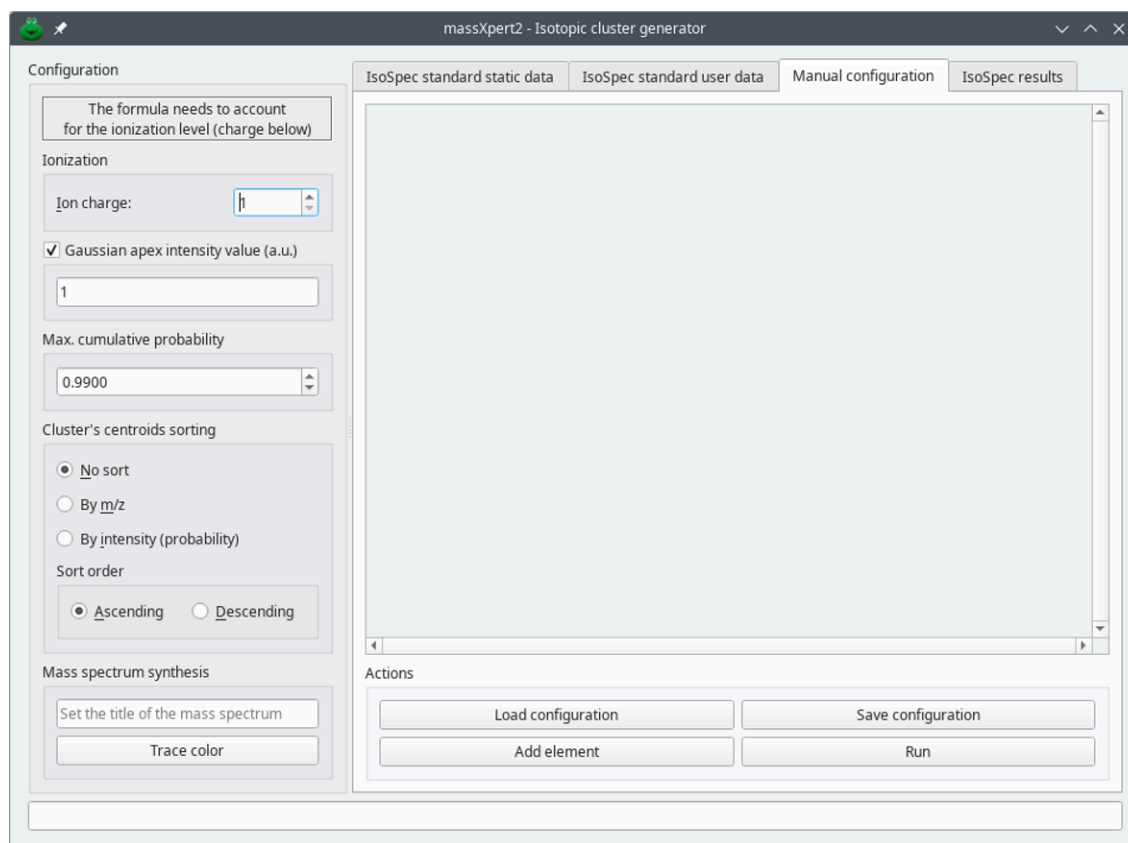 massXpert2 - Isotopic cluster generator
Configuration
The formula needs to account
for the ionization level (charge below)
Ionization
Ion charge:
1
Gaussian apex intensity value (a.u.)
1
Max. cumulative probability
0.9900
Cluster's centroids sorting
No sort
By m/z
By intensity (probability)
Sort order
Ascending
Descending
Mass spectrum synthesis
Set the title of the mass spectrum
Trace color
IsoSpec standard static data
IsoSpec standard user data
Manual configuration
IsoSpec results
Actions
Load configuration
Save configuration
Add element
Run